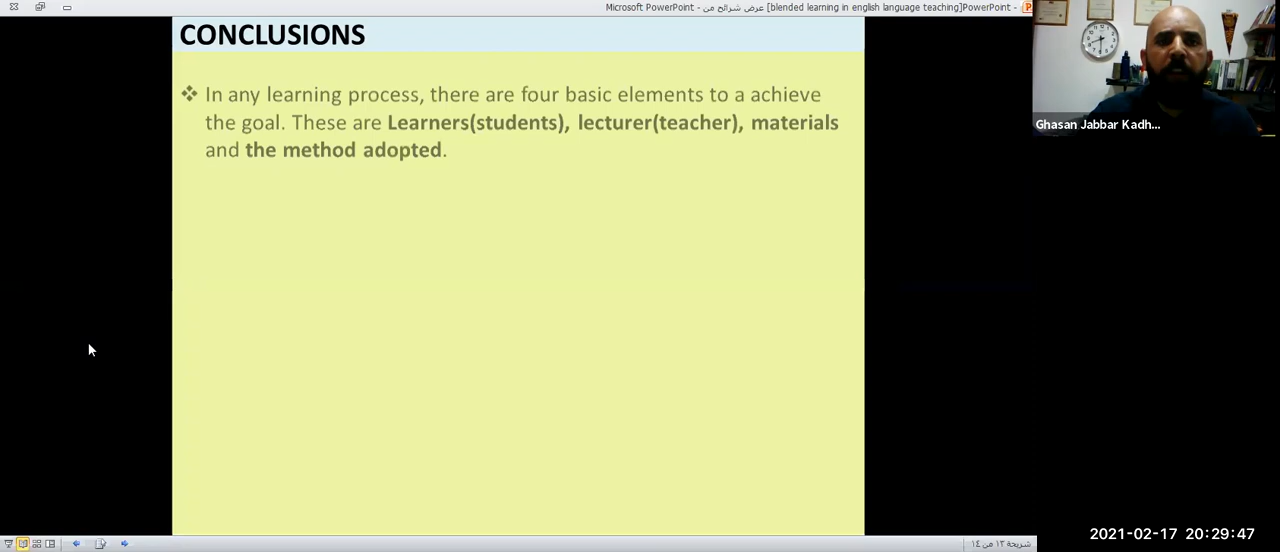 Microsoft PowerPoint - عرض شرائح من [blended learning in english language teaching]PowerPoint -
CONCLUSIONS
❖ In any learning process, there are four basic elements to a achieve
the goal. These are Learners(students), lecturer(teacher), materials
and the method adopted.
Ghasan Jabbar Kadh...
2021-02-17 20:29:47
شريحة ١٣ من ١٤